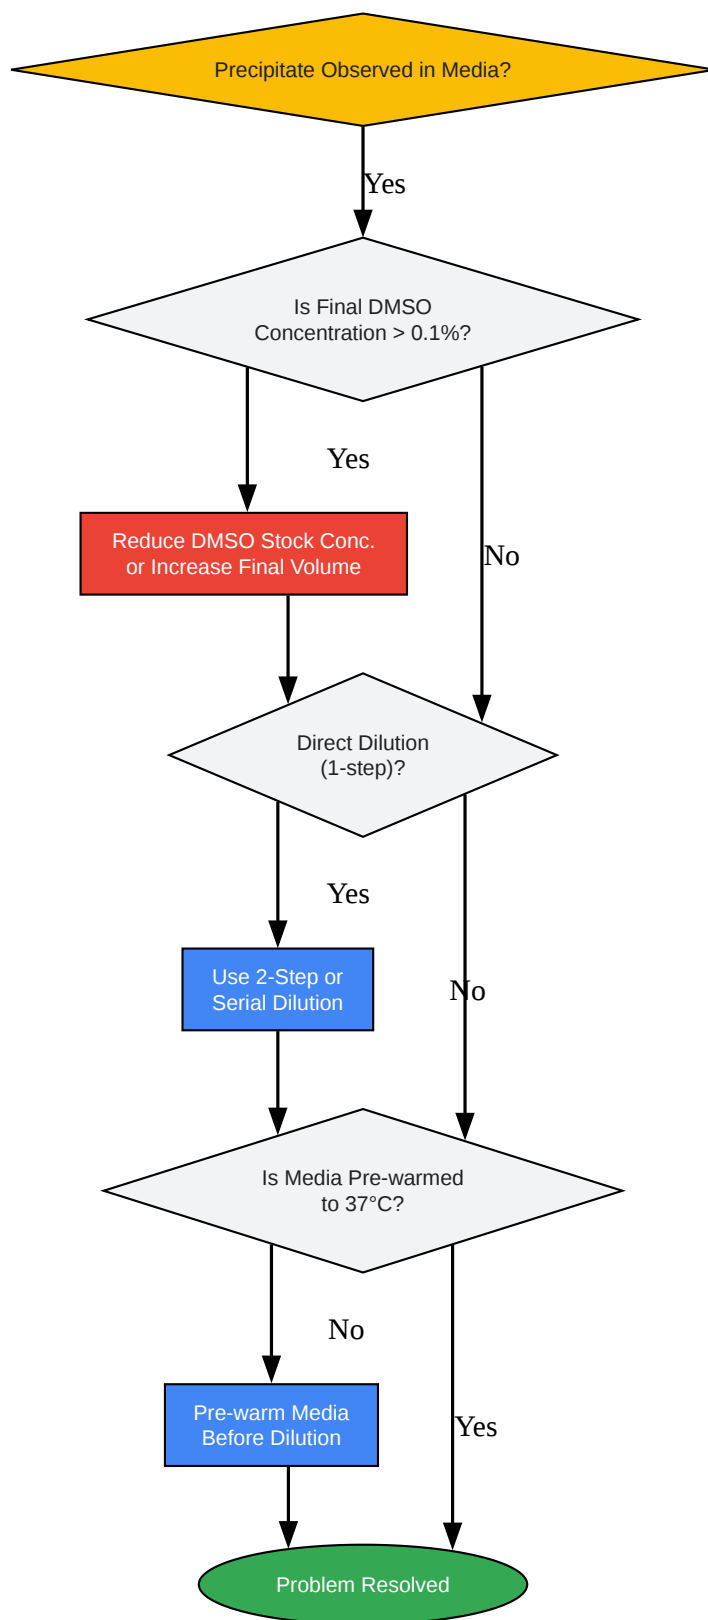 Precipitate Observed in Media?
Yes
Is Final DMSO
Concentration > 0.1%?
Yes
Reduce DMSO Stock Conc.
or Increase Final Volume
No
Direct Dilution
(1-step)?
Yes
Use 2-Step or
Serial Dilution
No
Is Media Pre-warmed
to 37°C?
No
Pre-warm Media
Before Dilution
Yes
Problem Resolved